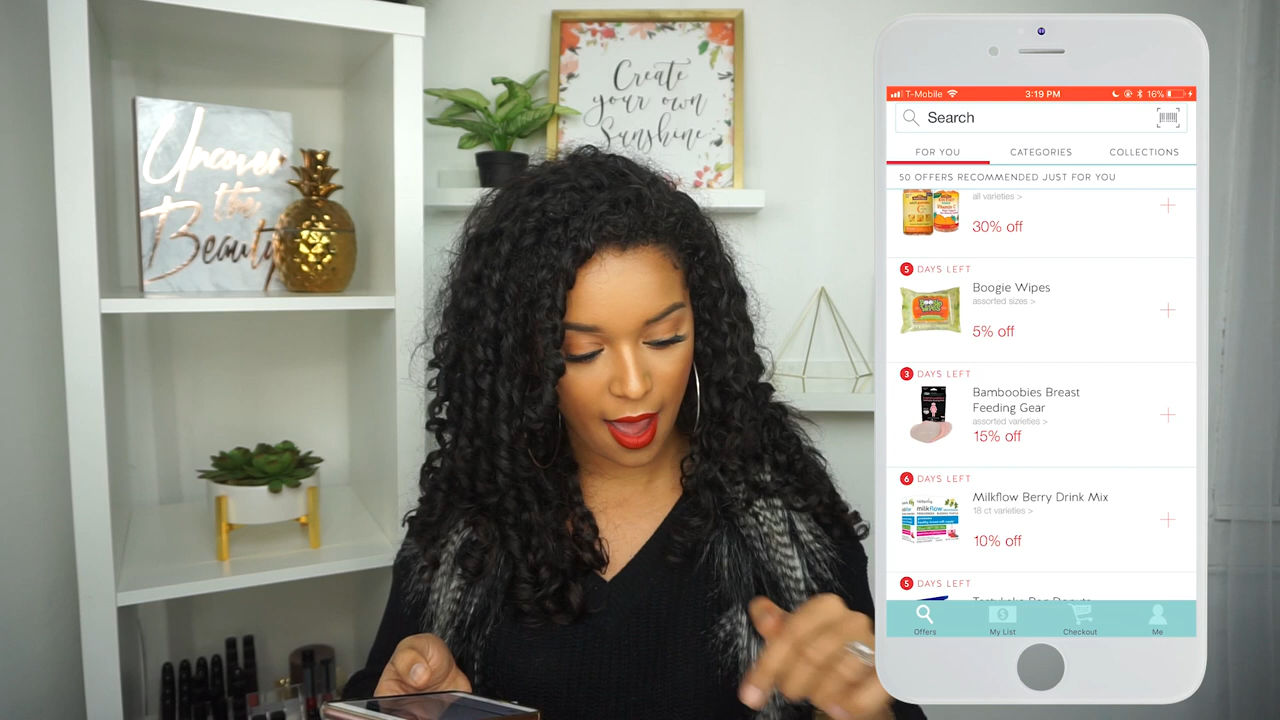 Uncover
the
Beauty
Create
your own
Sunshine
T-Mobile 3:19 PM 16%
Search
FOR YOU CATEGORIES COLLECTIONS
50 OFFERS RECOMMENDED JUST FOR YOU
all varieties >
30% off
5 DAYS LEFT
Boogie Wipes
assorted sizes >
5% off
3 DAYS LEFT
Bamboobies Breast
Feeding Gear
assorted varieties >
15% off
6 DAYS LEFT
Milkflow Berry Drink Mix
18 ct varieties >
milkflow
10% off
5 DAYS LEFT
Offers My List Checkout Me